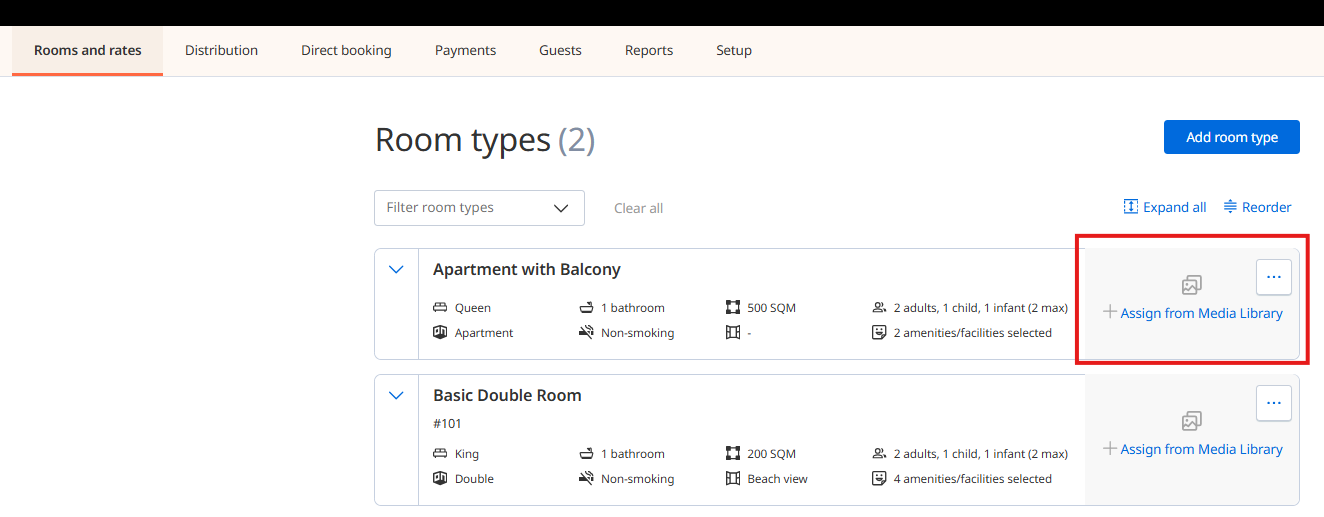 Rooms and rates Distribution Direct booking Payments Guests Reports Setup
Room types (2) Add room type
Filter room types Clear all Expand all Reorder
Apartment with Balcony
Queen 1 bathroom 500 SQM 2 adults, 1 child, 1 infant (2 max)
Apartment Non-smoking - 2 amenities/facilities selected
...
+ Assign from Media Library
Basic Double Room
#101
King 1 bathroom 200 SQM 2 adults, 1 child, 1 infant (2 max)
Double Non-smoking Beach view 4 amenities/facilities selected
...
+ Assign from Media Library